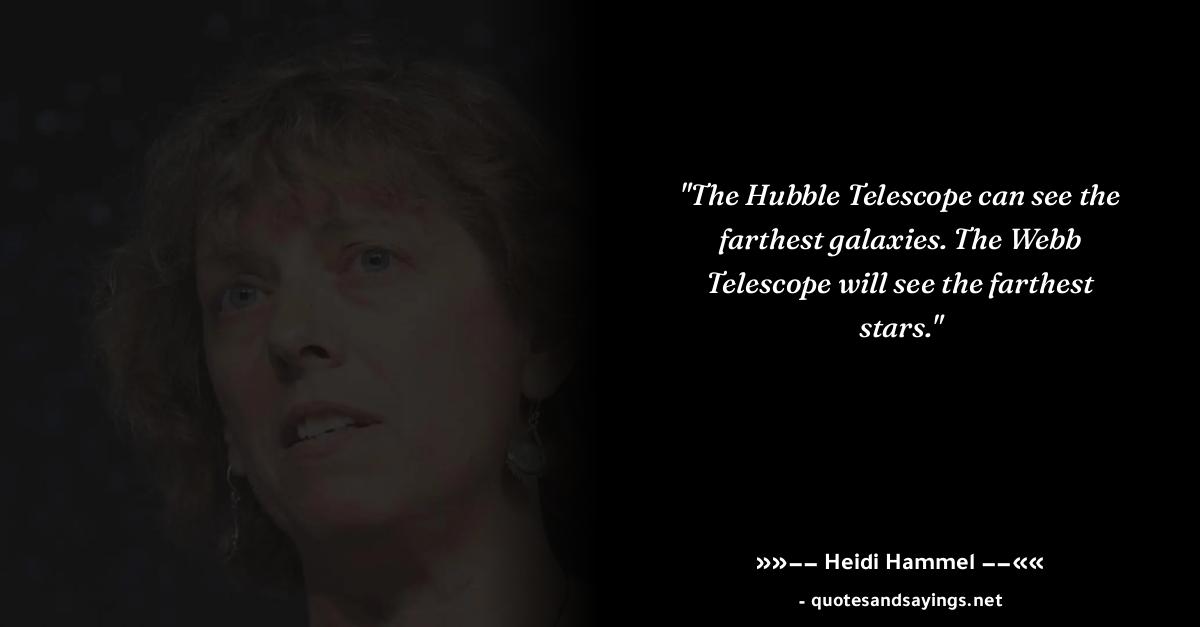 "The Hubble Telescope can see the
farthest galaxies. The Webb
Telescope will see the farthest
stars."
»»−− Heidi Hammel −−««
- quotesandsayings.net